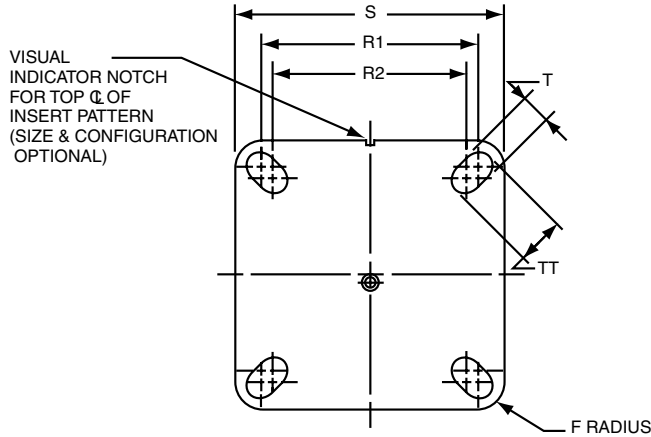 S
R1
R2
T
VISUAL
INDICATOR NOTCH
FOR TOP ℄ OF
INSERT PATTERN
(SIZE & CONFIGURATION
OPTIONAL)
TT
F RADIUS